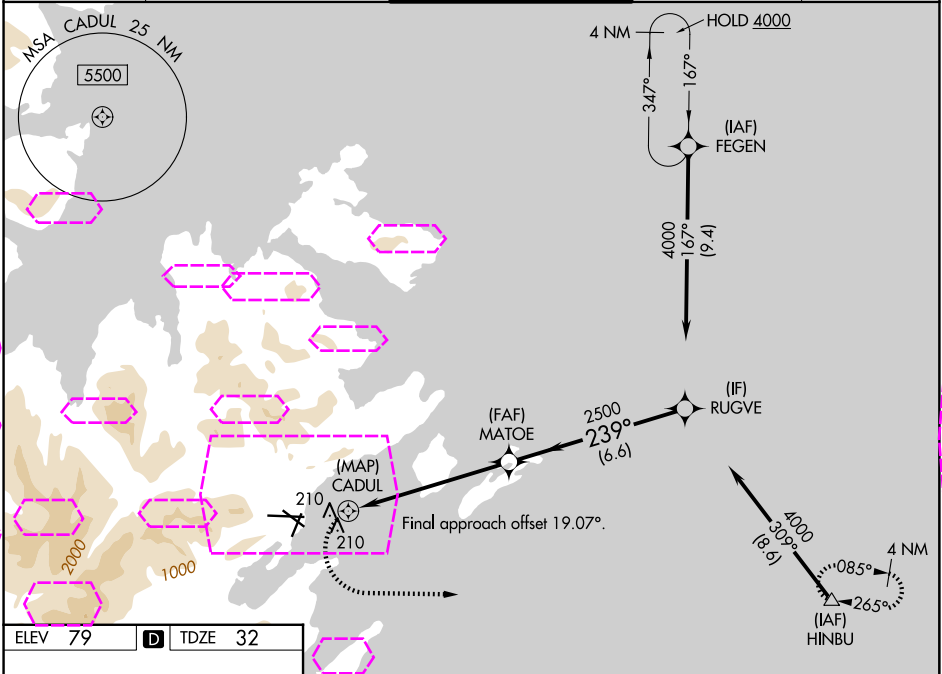 MSA CADUL 25 NM
5500
4 NM
HOLD 4000
347°
167°
(IAF)
FEGEN
4000
167°
(9.4)
(IF)
RUGVE
(FAF)
MATOE
2500
239°
(6.6)
(MAP)
CADUL
210
210
Final approach offset 19.07°.
4000
309°
(8.6)
4 NM
085°
265°
(IAF)
HINBU
2000
1000
ELEV 79
D
TDZE 32